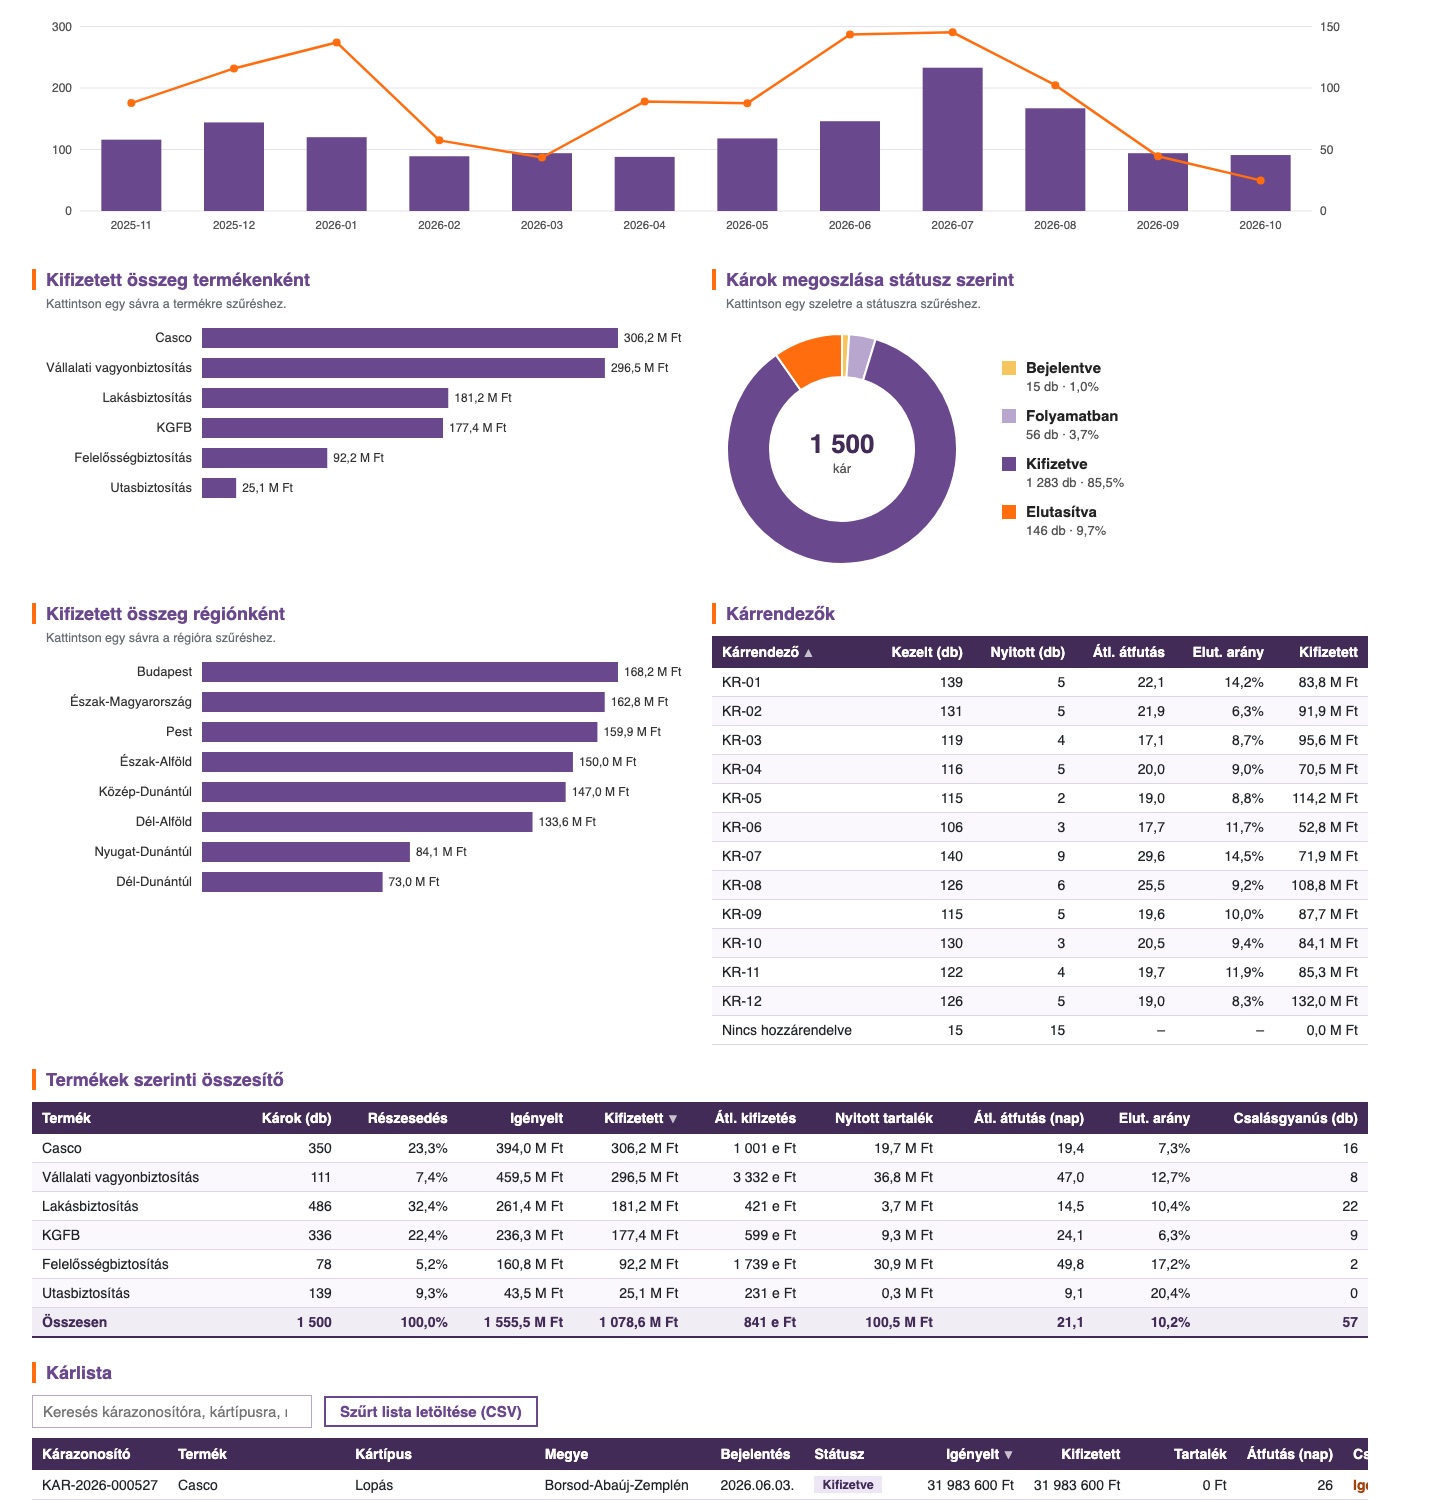 300 150
200 100
100 50
0 0
2025-11 2025-12 2026-01 2026-02 2026-03 2026-04 2026-05 2026-06 2026-07 2026-08 2026-09 2026-10
Kifizetett összeg termékenként
Kattintson egy sávra a termékre szűréshez.
Casco 306,2 M Ft
Vállalati vagyonbiztosítás 296,5 M Ft
Lakásbiztosítás 181,2 M Ft
KGFB 177,4 M Ft
Felelősségbiztosítás 92,2 M Ft
Utasbiztosítás 25,1 M Ft
Károk megoszlása státusz szerint
Kattintson egy szeletre a státuszra szűréshez.
1 500
kár
Bejelentve
15 db · 1,0%
Folyamatban
56 db · 3,7%
Kifizetve
1 283 db · 85,5%
Elutasítva
146 db · 9,7%
Kifizetett összeg régiónként
Kattintson egy sávra a régióra szűréshez.
Budapest 168,2 M Ft
Észak-Magyarország 162,8 M Ft
Pest 159,9 M Ft
Észak-Alföld 150,0 M Ft
Közép-Dunántúl 147,0 M Ft
Dél-Alföld 133,6 M Ft
Nyugat-Dunántúl 84,1 M Ft
Dél-Dunántúl 73,0 M Ft
Kárrendezők
Kárrendező ▲ Kezelt (db) Nyitott (db) Átl. átfutás Elut. arány Kifizetett
KR-01 139 5 22,1 14,2% 83,8 M Ft
KR-02 131 5 21,9 6,3% 91,9 M Ft
KR-03 119 4 17,1 8,7% 95,6 M Ft
KR-04 116 5 20,0 9,0% 70,5 M Ft
KR-05 115 2 19,0 8,8% 114,2 M Ft
KR-06 106 3 17,7 11,7% 52,8 M Ft
KR-07 140 9 29,6 14,5% 71,9 M Ft
KR-08 126 6 25,5 9,2% 108,8 M Ft
KR-09 115 5 19,6 10,0% 87,7 M Ft
KR-10 130 3 20,5 9,4% 84,1 M Ft
KR-11 122 4 19,7 11,9% 85,3 M Ft
KR-12 126 5 19,0 8,3% 132,0 M Ft
Nincs hozzárendelve 15 15 – – 0,0 M Ft
Termékek szerinti összesítő
Termék Károk (db) Részesedés Igényelt Kifizetett ▼ Átl. kifizetés Nyitott tartalék Átl. átfutás (nap) Elut. arány Csalásgyanús (db)
Casco 350 23,3% 394,0 M Ft 306,2 M Ft 1 001 e Ft 19,7 M Ft 19,4 7,3% 16
Vállalati vagyonbiztosítás 111 7,4% 459,5 M Ft 296,5 M Ft 3 332 e Ft 36,8 M Ft 47,0 12,7% 8
Lakásbiztosítás 486 32,4% 261,4 M Ft 181,2 M Ft 421 e Ft 3,7 M Ft 14,5 10,4% 22
KGFB 336 22,4% 236,3 M Ft 177,4 M Ft 599 e Ft 9,3 M Ft 24,1 6,3% 9
Felelősségbiztosítás 78 5,2% 160,8 M Ft 92,2 M Ft 1 739 e Ft 30,9 M Ft 49,8 17,2% 2
Utasbiztosítás 139 9,3% 43,5 M Ft 25,1 M Ft 231 e Ft 0,3 M Ft 9,1 20,4% 0
Összesen 1 500 100,0% 1 555,5 M Ft 1 078,6 M Ft 841 e Ft 100,5 M Ft 21,1 10,2% 57
Kárlista
Keresés kárazonosítóra, kártípusra,
Szűrt lista letöltése (CSV)
Kárazonosító Termék Kártípus Megye Bejelentés Státusz Igényelt ▼ Kifizetett Tartalék Átfutás (nap)
KAR-2026-000527 Casco Lopás Borsod-Abaúj-Zemplén 2026.06.03. Kifizetve 31 983 600 Ft 31 983 600 Ft 0 Ft 26